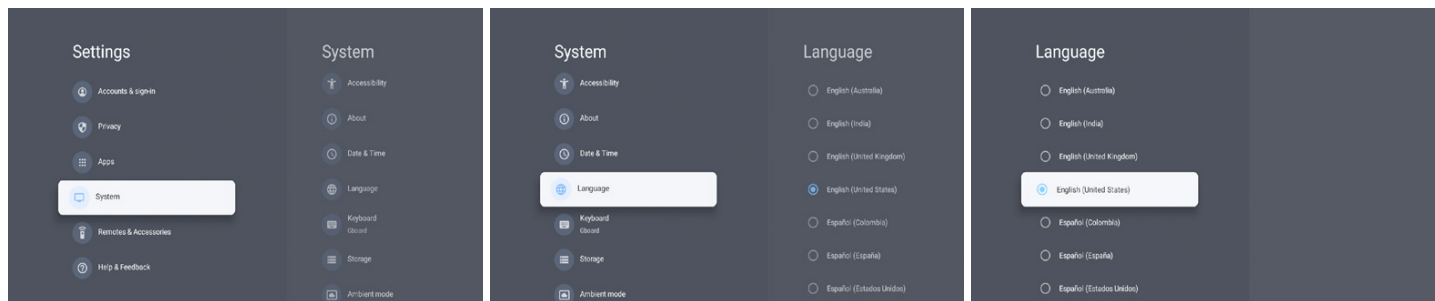 Settings
Accounts & sign-in
Privacy
Apps
System
Remotes & Accessories
Help & Feedback
System
Accessibility
About
Date & Time
Language
Keyboard
Gboard
Storage
Ambient mode
System
Accessibility
About
Date & Time
Language
Keyboard
Gboard
Storage
Ambient mode
Language
English (Australia)
English (India)
English (United Kingdom)
English (United States)
Español (Colombia)
Español (España)
Español (Estados Unidos)
Language
English (Australia)
English (India)
English (United Kingdom)
English (United States)
Español (Colombia)
Español (España)
Español (Estados Unidos)